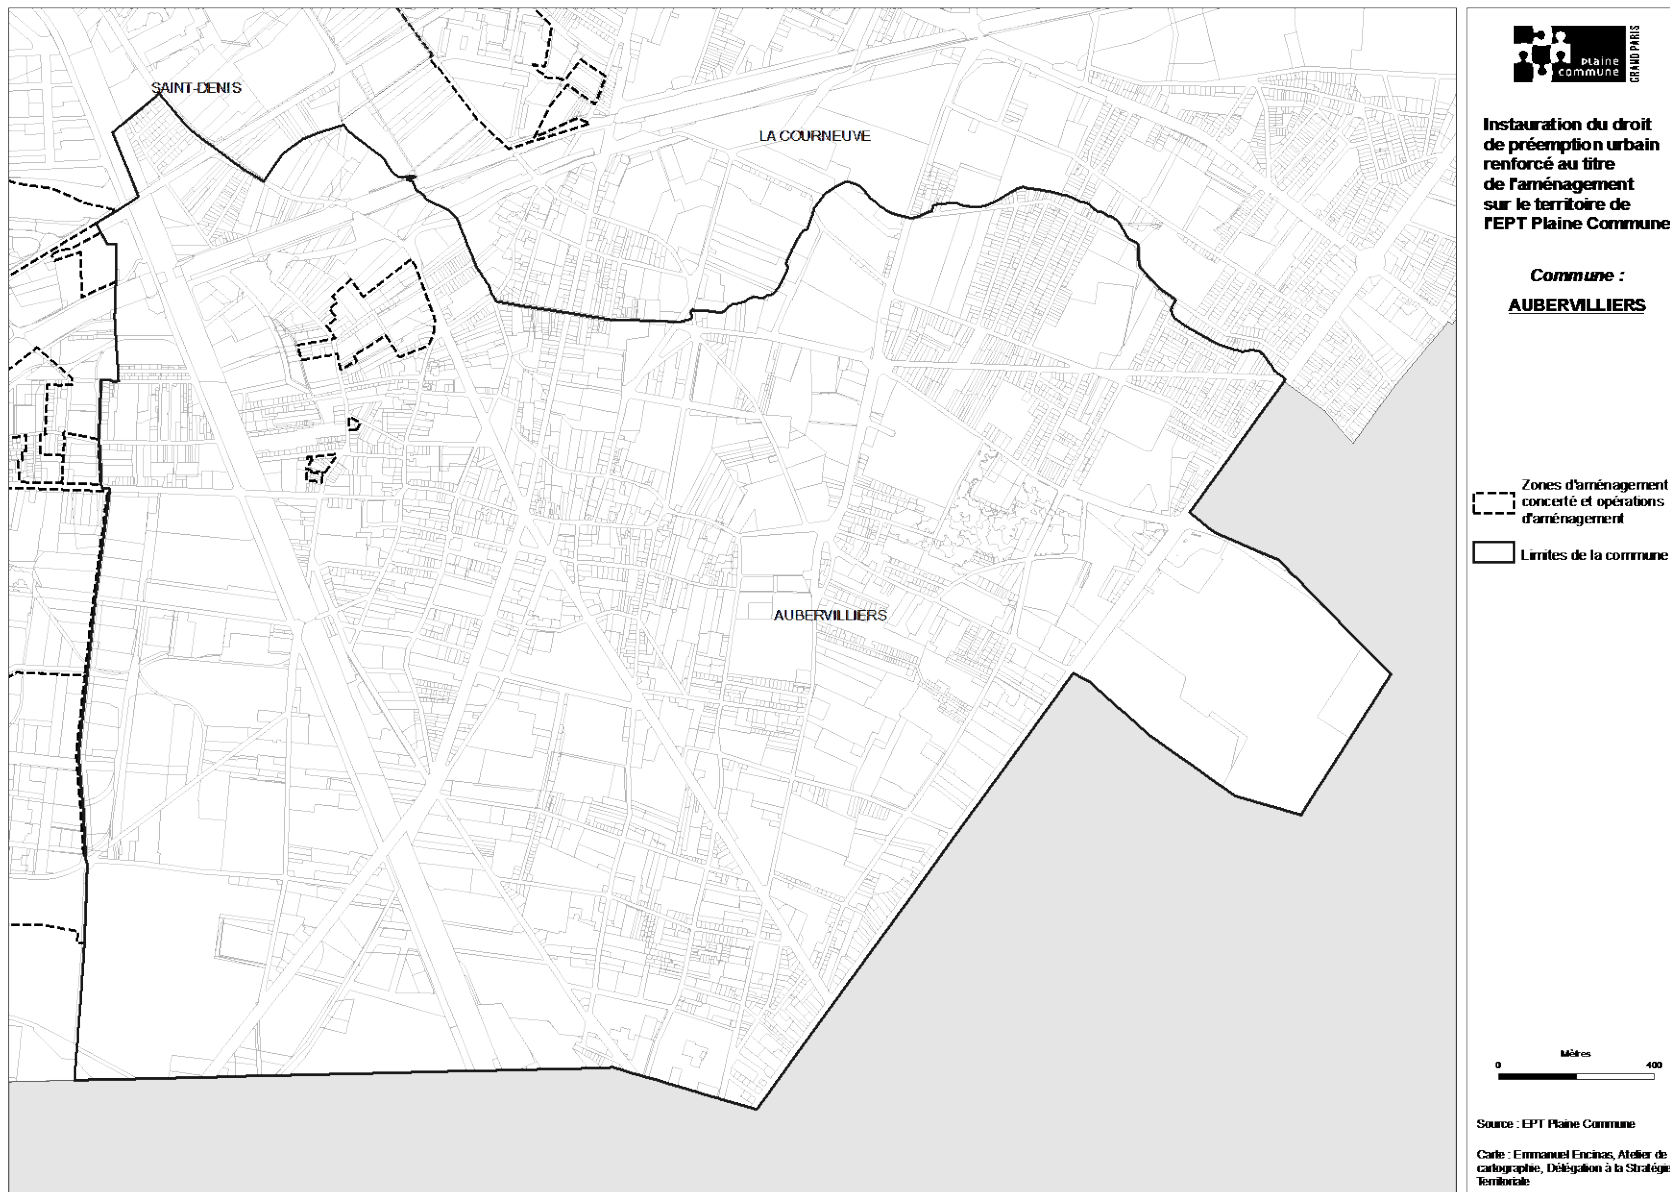 SAINT-DENIS
LA COURNEUVE
AUBERVILLIERS
plaine
commune
GRAND PARIS
Instauration du droit
de préemption urbain
renforcé au titre
de l'aménagement
sur le territoire de
l'EPT Plaine Commune
Commune :
AUBERVILLIERS
Zones d'aménagement
concerté et opérations
d'aménagement
Limites de la commune
Mètres
0 400
Source : EPT Plaine Commune
Carte : Emmanuel Encinas, Atelier de
cartographie, Délégation à la Stratégie
Territoriale